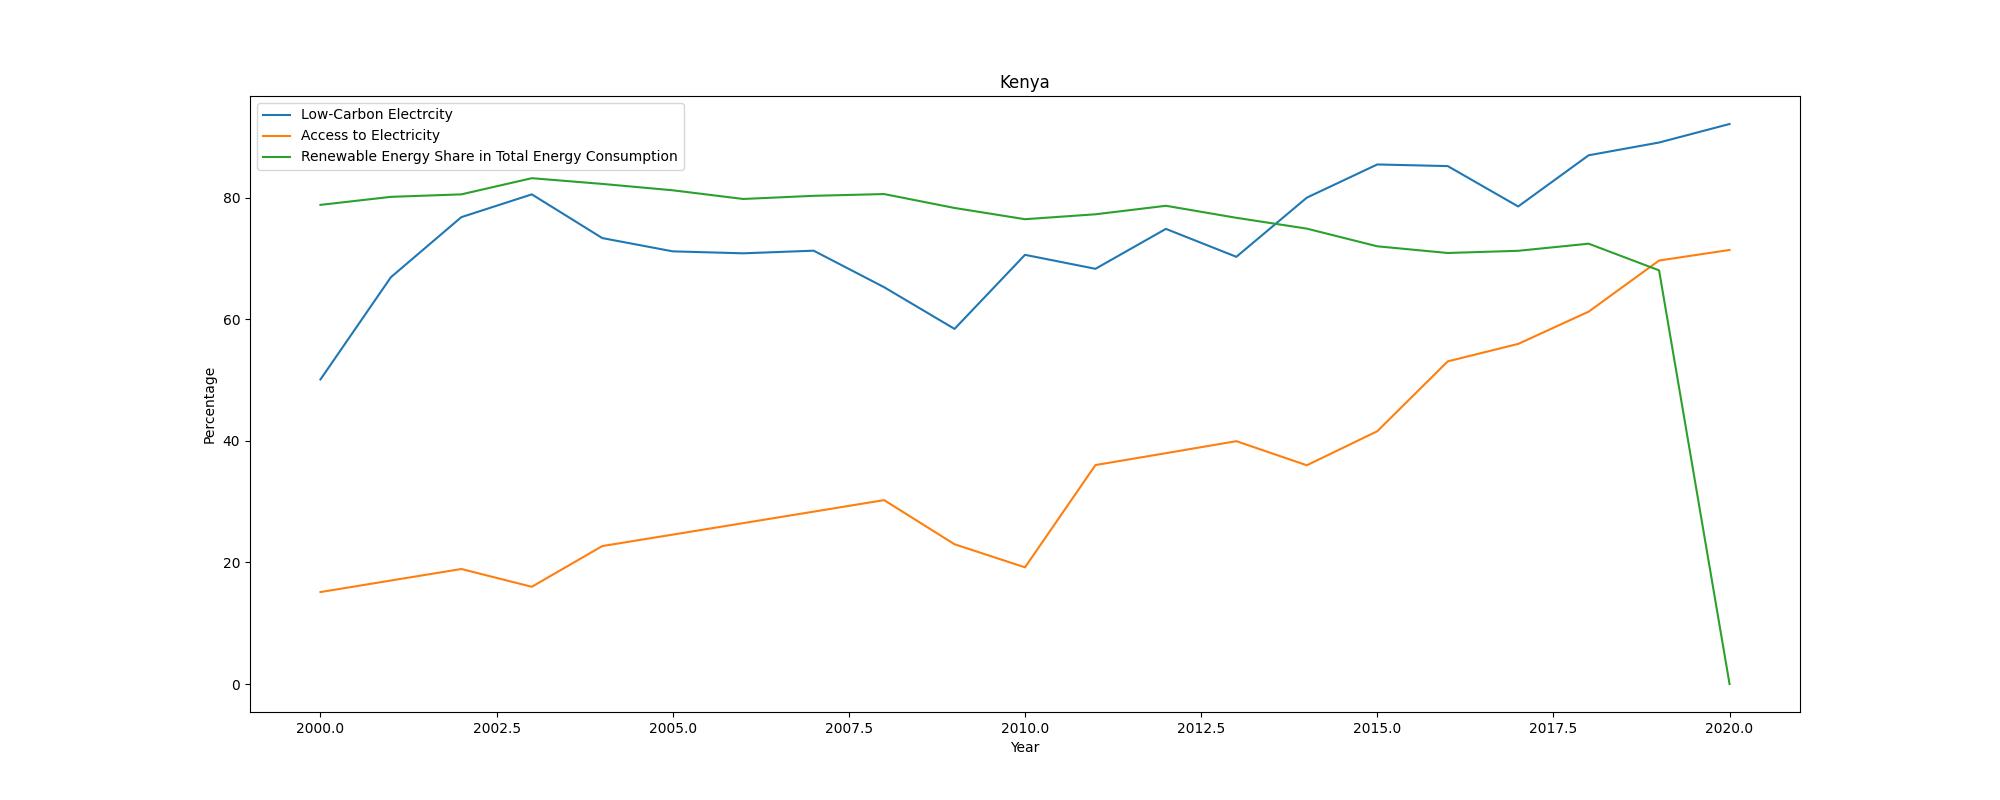 Kenya
Low-Carbon Electrcity
Access to Electricity
Renewable Energy Share in Total Energy Consumption
Percentage
80
60
40
20
0
2000.0 2002.5 2005.0 2007.5 2010.0 2012.5 2015.0 2017.5 2020.0
Year